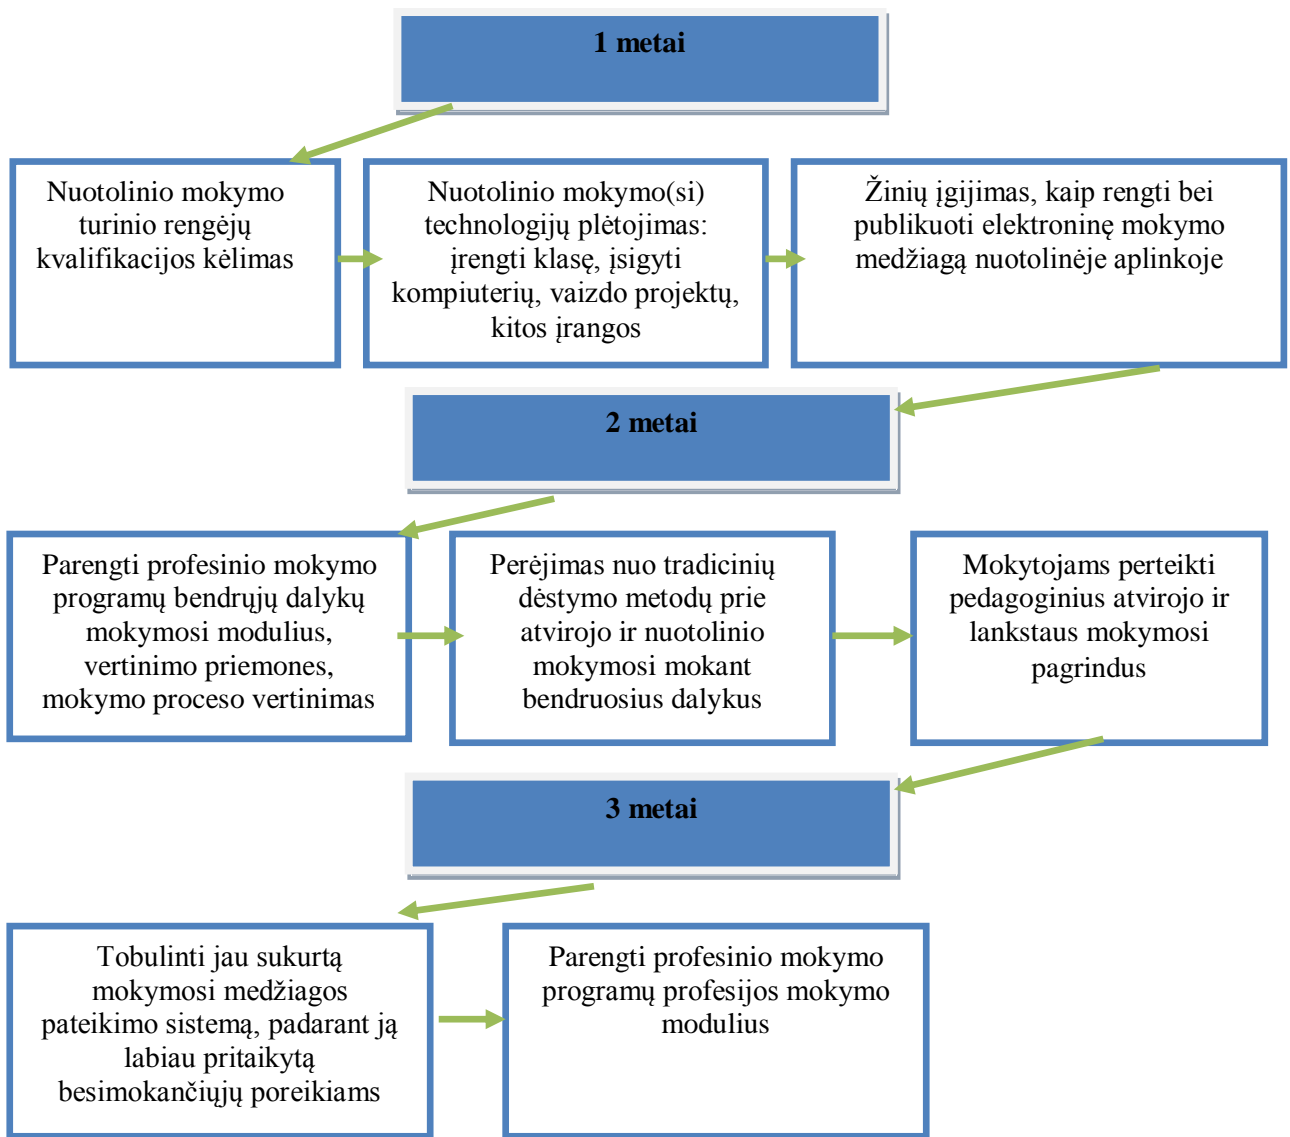 1 metai
Nuotolinio mokymo
turinio rengėjų
kvalifikacijos kėlimas
Nuotolinio mokymo(si)
technologijų plėtojimas:
įrengti klasę, įsigyti
kompiuterių, vaizdo projektų,
kitos įrangos
Žinių įgijimas, kaip rengti bei
publikuoti elektroninę mokymo
medžiagą nuotolinėje aplinkoje
2 metai
Parengti profesinio mokymo
programų bendrųjų dalykų
mokymosi modulius,
vertinimo priemones,
mokymo proceso vertinimas
Perėjimas nuo tradicinių
dėstymo metodų prie
atvirojo ir nuotolinio
mokymosi mokant
bendruosius dalykus
Mokytojams perteikti
pedagoginius atvirojo ir
lankstaus mokymosi
pagrindus
3 metai
Tobulinti jau sukurtą
mokymosi medžiagos
pateikimo sistemą, padarant ją
labiau pritaikytą
besimokančiųjų poreikiams
Parengti profesinio mokymo
programų profesijos mokymo
modulius